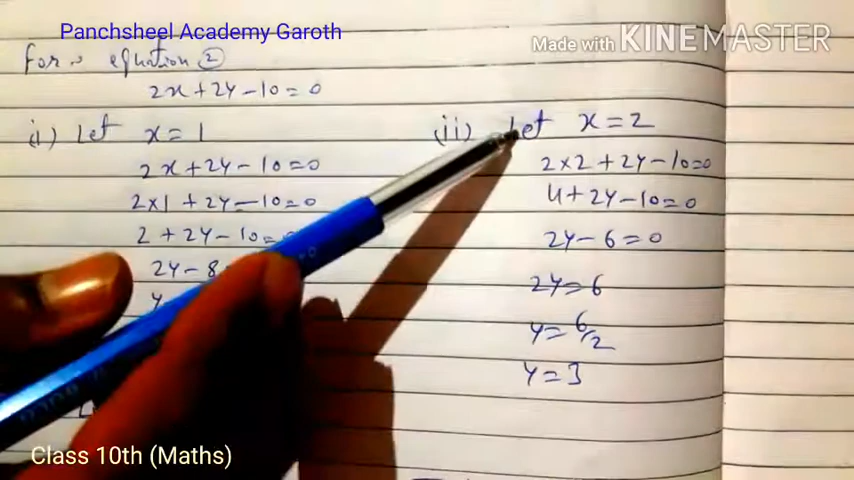 Panchsheel Academy Garoth
Made with KINEMASTER
For equation ②
2x+2y-10=0
(i) Let x=1
2x+2y-10=0
2×1+2y-10=0
2+2y-10=
2y-8
y
(ii) Let x=2
2×2+2y-10=0
4+2y-10=0
2y-6=0
2y=6
y=6/2
y=3
Class 10th (Maths)